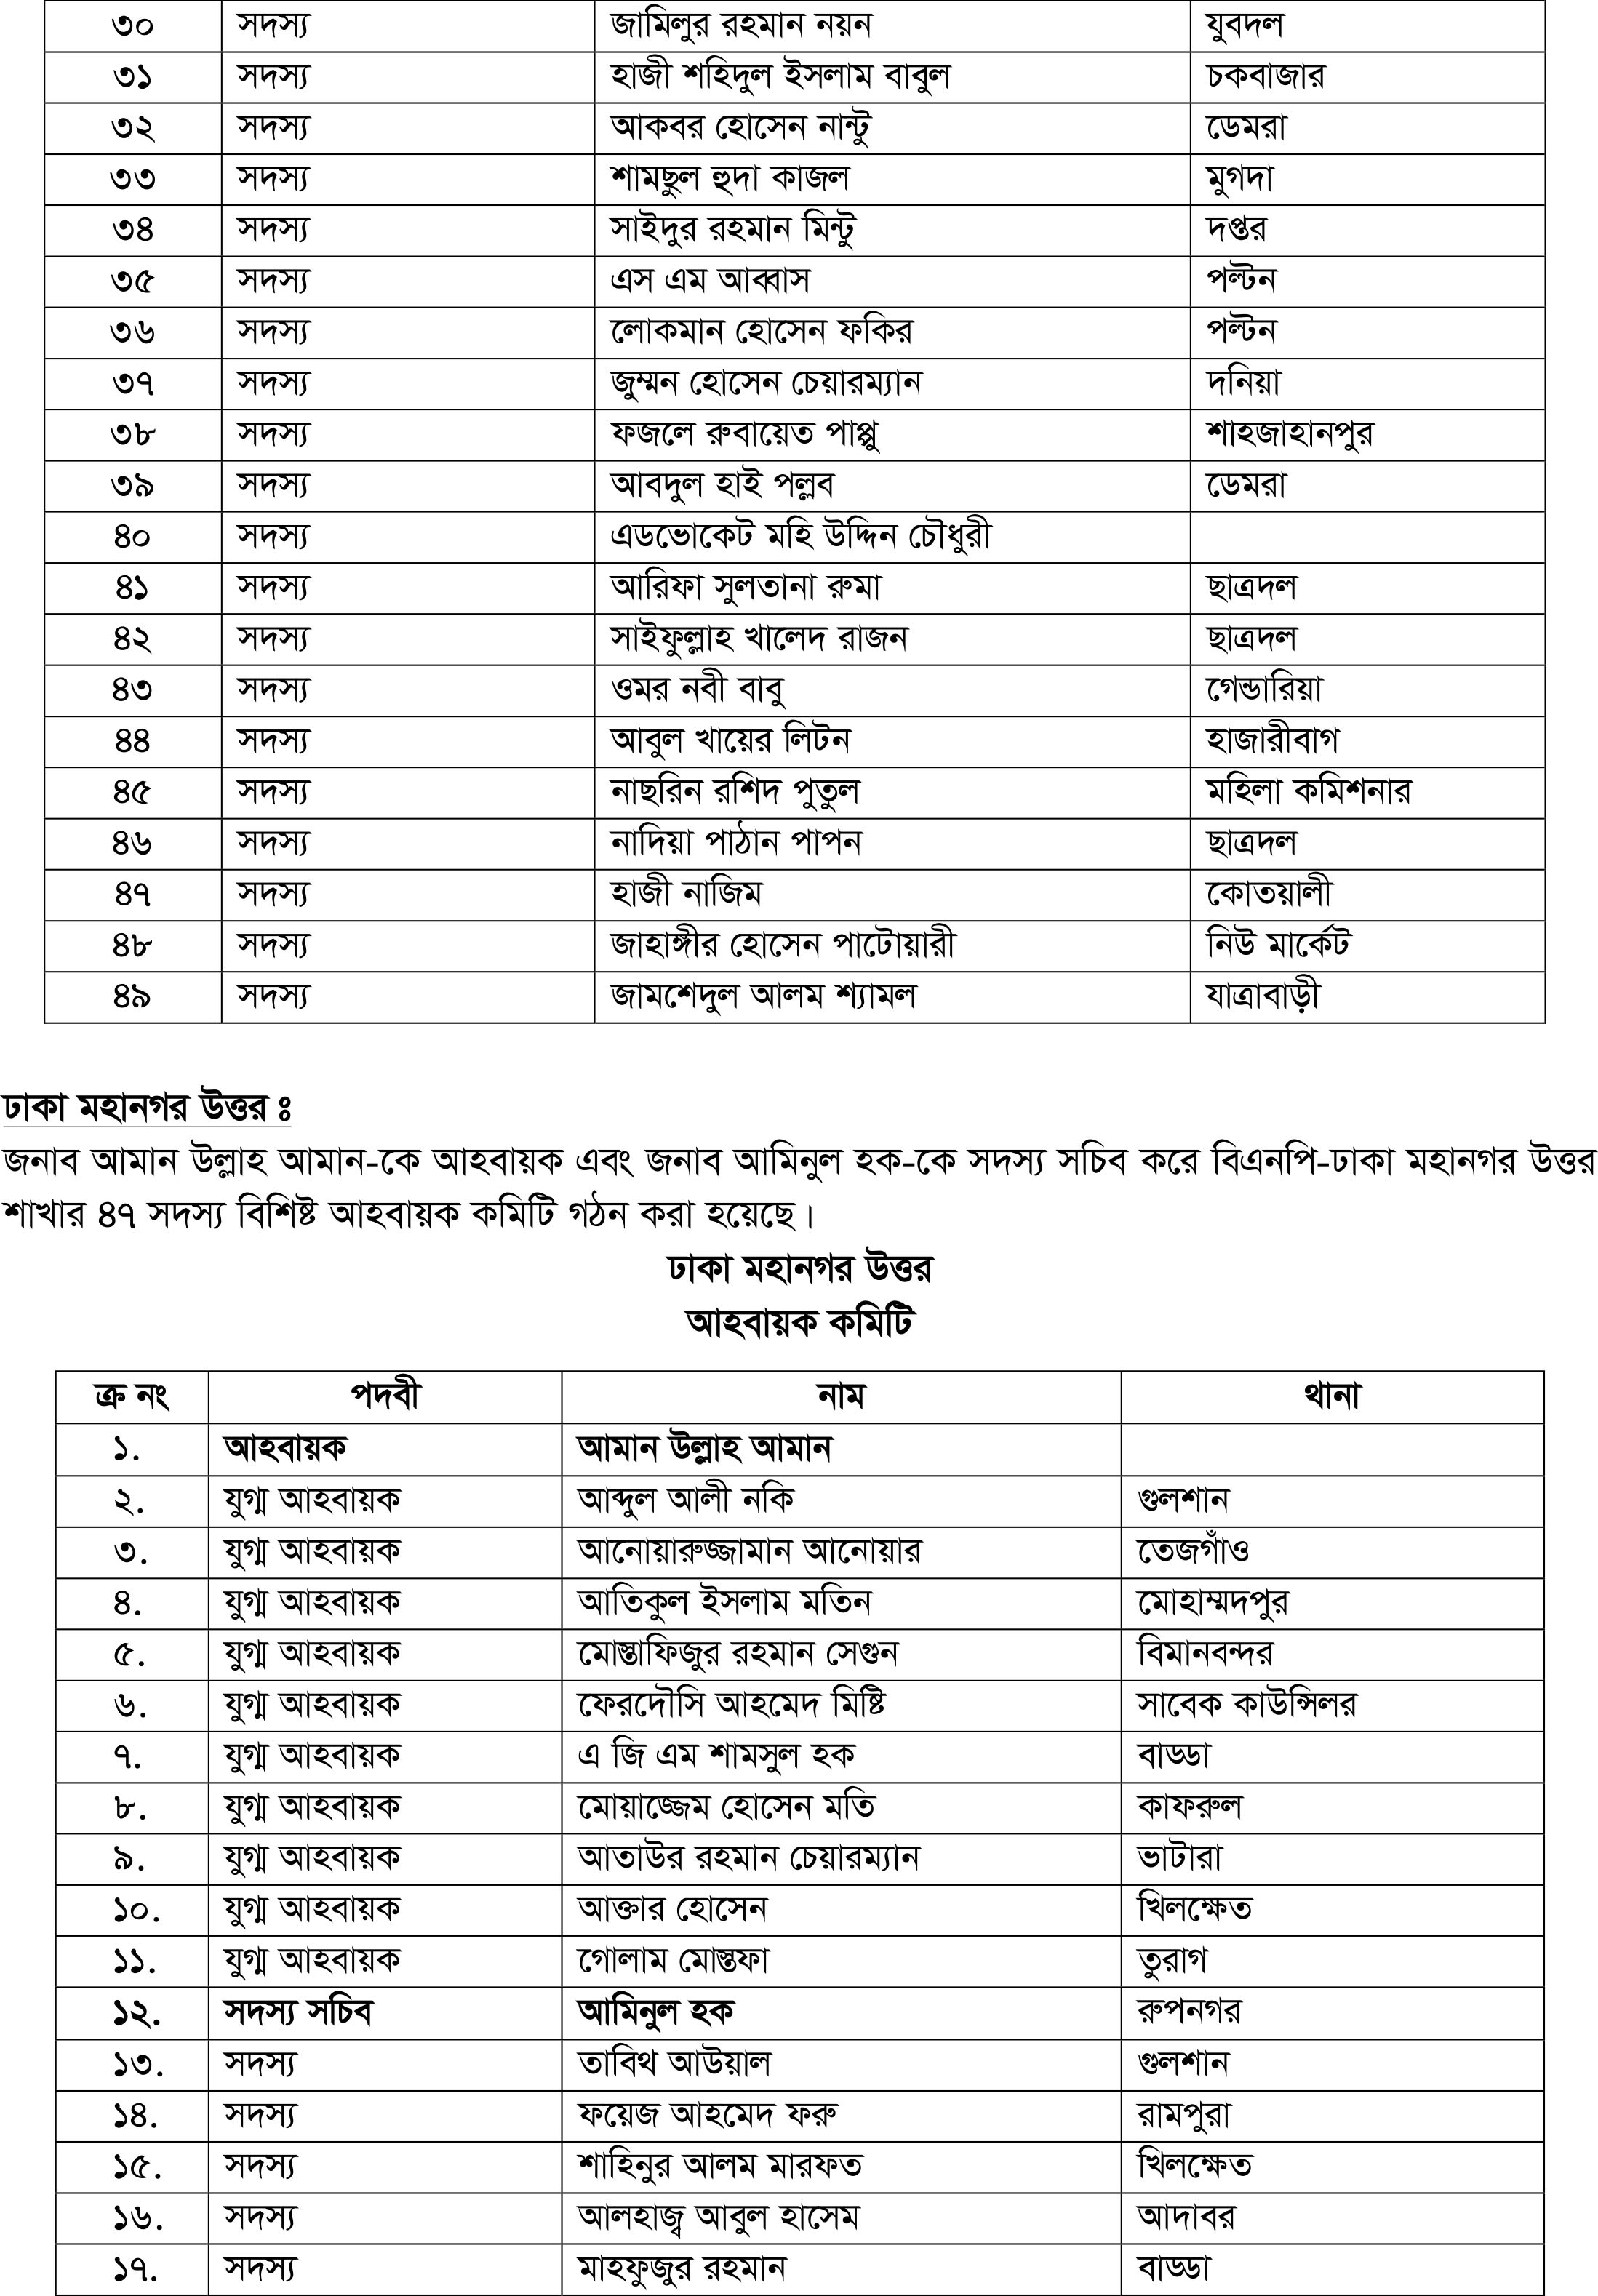 ৩০ সদস্য জামিলুর রহমান নয়ন যুবদল
৩১ সদস্য হাজী শহিদুল ইসলাম বাবুল চকবাজার
৩২ সদস্য আকবর হোসেন নান্টু ডেমরা
৩৩ সদস্য শামছুল হুদা কাজল মুগদা
৩৪ সদস্য সাইদুর রহমান মিন্টু দপ্তর
৩৫ সদস্য এস এম আব্বাস পল্টন
৩৬ সদস্য লোকমান হোসেন ফকির পল্টন
৩৭ সদস্য জুম্মন হোসেন চেয়ারম্যান দনিয়া
৩৮ সদস্য ফজলে রুবায়েত পাপ্পু শাহজাহানপুর
৩৯ সদস্য আবদুল হাই পল্লব ডেমরা
৪০ সদস্য এডভোকেট মহি উদ্দিন চৌধুরী
৪১ সদস্য আরিফা সুলতানা রুমা ছাত্রদল
৪২ সদস্য সাইফুল্লাহ খালেদ রাজন ছাত্রদল
৪৩ সদস্য ওমর নবী বাবু গেন্ডারিয়া
৪৪ সদস্য আবুল খায়ের লিটন হাজারীবাগ
৪৫ সদস্য নাছরিন রশিদ পুতুল মহিলা কমিশনার
৪৬ সদস্য নাদিয়া পাঠান পাপন ছাত্রদল
৪৭ সদস্য হাজী নাজিম কোতয়ালী
৪৮ সদস্য জাহাঙ্গীর হোসেন পাটোয়ারী নিউ মার্কেট
৪৯ সদস্য জামশেদুল আলম শ্যামল যাত্রাবাড়ী
ঢাকা মহানগর উত্তর ঃ
জনাব আমান উল্লাহ আমান-কে আহবায়ক এবং জনাব আমিনুল হক-কে সদস্য সচিব করে বিএনপি-ঢাকা মহানগর উত্তর
শাখার ৪৭ সদস্য বিশিষ্ট আহবায়ক কমিটি গঠন করা হয়েছে।
ঢাকা মহানগর উত্তর
আহবায়ক কমিটি
ক্র নং পদবী নাম থানা
১. আহবায়ক আমান উল্লাহ আমান
২. যুগ্ম আহবায়ক আব্দুল আলী নকি গুলশান
৩. যুগ্ম আহবায়ক আনোয়ারুজ্জামান আনোয়ার তেজগাঁও
৪. যুগ্ম আহবায়ক আতিকুল ইসলাম মতিন মোহাম্মদপুর
৫. যুগ্ম আহবায়ক মোস্তাফিজুর রহমান সেগুন বিমানবন্দর
৬. যুগ্ম আহবায়ক ফেরদৌসি আহমেদ মিষ্টি সাবেক কাউন্সিলর
৭. যুগ্ম আহবায়ক এ জি এম শামসুল হক বাড্ডা
৮. যুগ্ম আহবায়ক মোয়াজ্জেম হোসেন মতি কাফরুল
৯. যুগ্ম আহবায়ক আতাউর রহমান চেয়ারম্যান ভাটারা
১০. যুগ্ম আহবায়ক আক্তার হোসেন খিলক্ষেত
১১. যুগ্ম আহবায়ক গোলাম মোস্তফা তুরাগ
১২. সদস্য সচিব আমিনুল হক রুপনগর
১৩. সদস্য তাবিথ আউয়াল গুলশান
১৪. সদস্য ফয়েজ আহমেদ ফরু রামপুরা
১৫. সদস্য শাহিনুর আলম মারফত খিলক্ষেত
১৬. সদস্য আলহাজ্ব আবুল হাসেম আদাবর
১৭. সদস্য মাহফুজুর রহমান বাড্ডা